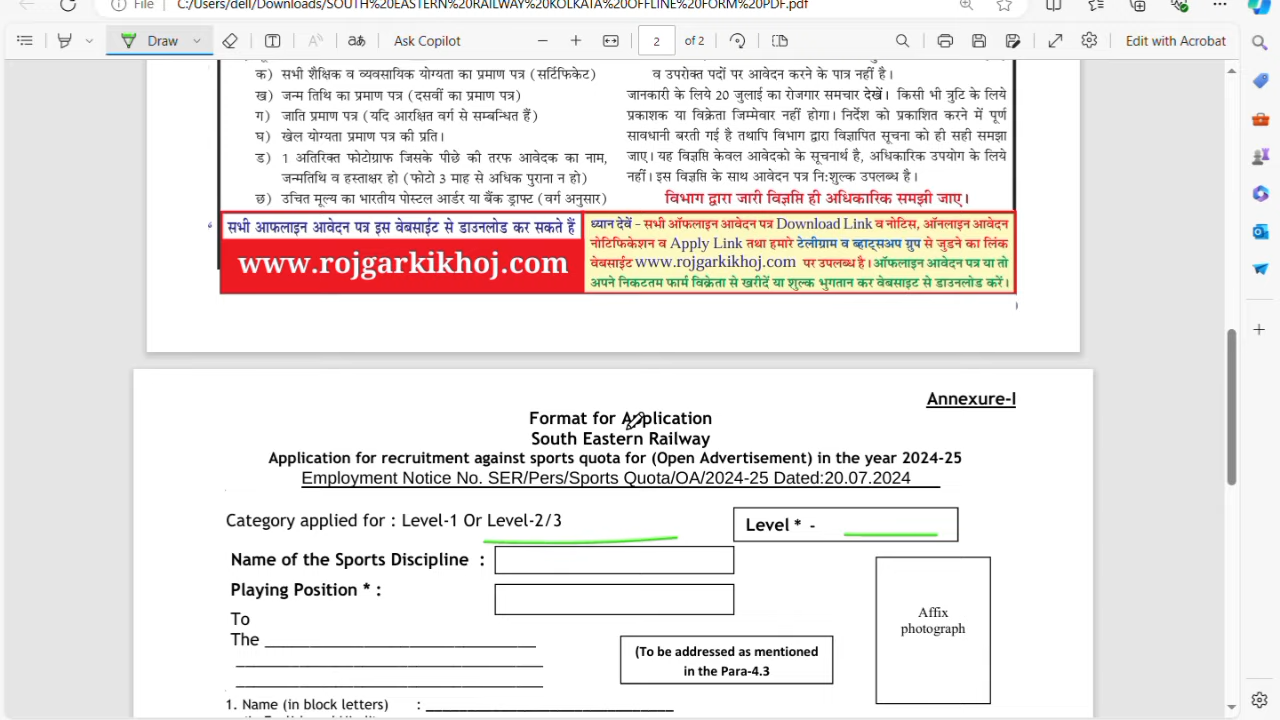 File
C:/Users/dell/Downloads/SOUTH%20EASTERN%20RAILWAY%20KOLKATA%20OFFLINE%20FORM%20PDF.pdf
Draw
Ask Copilot
2
of 2
Edit with Acrobat
क) सभी शैक्षिक व व्यवसायिक योग्यता का प्रमाण पत्र (सर्टिफिकेट)
ख) जन्म तिथि का प्रमाण पत्र (दसवीं का प्रमाण पत्र)
ग) जाति प्रमाण पत्र (यदि आरक्षित वर्ग से सम्बन्धित हैं)
घ) खेल योग्यता प्रमाण पत्र की प्रति।
ड) 1 अतिरिक्त फोटोग्राफ जिसके पीछे की तरफ आवेदक का नाम,
जन्मतिथि व हस्ताक्षर हो (फोटो 3 माह से अधिक पुराना न हो)
छ) उचित मूल्य का भारतीय पोस्टल आर्डर या बैंक ड्राफ्ट (वर्ग अनुसार)
व उपरोक्त पदों पर आवेदन करने के पात्र नहीं है।
जानकारी के लिये 20 जुलाई का रोजगार समचार देखें। किसी भी त्रुटि के लिये
प्रकाशक या विक्रेता जिम्मेवार नहीं होगा। निर्देश को प्रकाशित करने में पूर्ण
सावधानी बरती गई है तथापि विभाग द्वारा विज्ञापित सूचना को ही सही समझा
जाए। यह विज्ञप्ति केवल आवेदको के सूचनार्थ है, अधिकारिक उपयोग के लिये
नहीं। इस विज्ञप्ति के साथ आवेदन पत्र नि:शुल्क उपलब्ध है।
विभाग द्वारा जारी विज्ञप्ति ही अधिकारिक समझी जाए।
सभी आफलाइन आवेदन पत्र इस वेबसाईट से डाउनलोड कर सकते हैं
www.rojgarkikhoj.com
ध्यान देवें - सभी ऑफलाइन आवेदन पत्र Download Link व नोटिस, ऑनलाइन आवेदन
नोटिफिकेशन व Apply Link तथा हमारे टेलीग्राम व व्हाट्सअप ग्रुप से जुडने का लिंक
वेबसाईट www.rojgarkikhoj.com पर उपलब्ध है। ऑफलाइन आवेदन पत्र या तो
अपने निकटतम फार्म विक्रेता से खरीदें या शुल्क भुगतान कर वेबसाइट से डाउनलोड करें।
Annexure-I
Format for Application
South Eastern Railway
Application for recruitment against sports quota for (Open Advertisement) in the year 2024-25
Employment Notice No. SER/Pers/Sports Quota/OA/2024-25 Dated:20.07.2024
Category applied for : Level-1 Or Level-2/3
Level * -
Name of the Sports Discipline :
Playing Position * :
Affix
photograph
To
The
(To be addressed as mentioned
in the Para-4.3
1. Name (in block letters) :